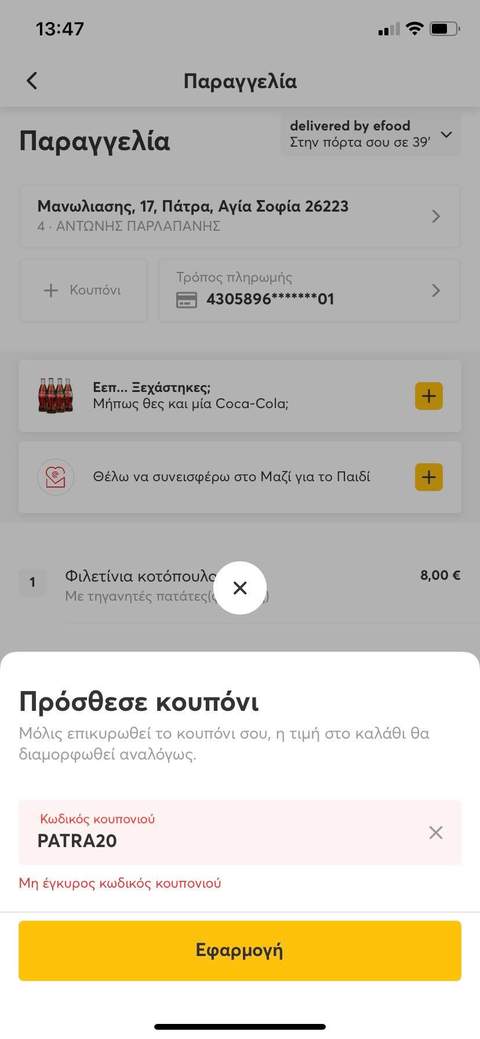 13:47
Παραγγελία
Παραγγελία
delivered by efood
Στην πόρτα σου σε 39'
Μανωλιασης, 17, Πάτρα, Αγία Σοφία 26223
4 · ΑΝΤΩΝΗΣ ΠΑΡΛΑΠΑΝΗΣ
+ Κουπόνι
Τρόπος πληρωμής
4305896*******01
Εεπ... Ξεχάστηκες;
Μήπως θες και μία Coca-Cola;
Θέλω να συνεισφέρω στο Μαζί για το Παιδί
1
Φιλετίνια κοτόπουλο
8,00 €
Με τηγανητές πατάτες
Πρόσθεσε κουπόνι
Μόλις επικυρωθεί το κουπόνι σου, η τιμή στο καλάθι θα
διαμορφωθεί αναλόγως.
Κωδικός κουπονιού
PATRA20
Μη έγκυρος κωδικός κουπονιού
Εφαρμογή